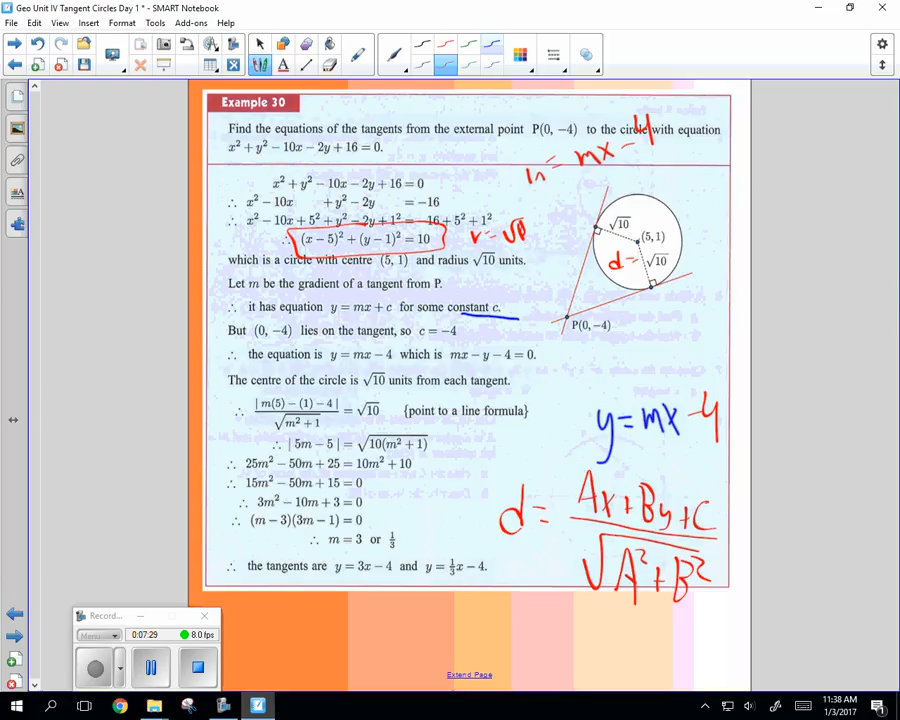 Geo Unit IV Tangent Circles Day 1 * - SMART Notebook
File Edit View Insert Format Tools Add-ons Help
Example 30
Find the equations of the tangents from the external point P(0, −4) to the circle with equation
x² + y² − 10x − 2y + 16 = 0.
= mx − 4
x² + y² − 10x − 2y + 16 = 0
∴ x² − 10x + y² − 2y = −16
∴ x² − 10x + 5² + y² − 2y + 1² = −16 + 5² + 1²
∴ (x − 5)² + (y − 1)² = 10
r = √10
which is a circle with centre (5, 1) and radius √10 units.
√10
(5, 1)
d =
√10
P(0, −4)
Let m be the gradient of a tangent from P.
∴ it has equation y = mx + c for some constant c.
But (0, −4) lies on the tangent, so c = −4
∴ the equation is y = mx − 4 which is mx − y − 4 = 0.
The centre of the circle is √10 units from each tangent.
∴ | m(5) − (1) − 4 | / √(m² + 1) = √10 {point to a line formula}
∴ | 5m − 5 | = √(10(m² + 1))
∴ 25m² − 50m + 25 = 10m² + 10
∴ 15m² − 50m + 15 = 0
∴ 3m² − 10m + 3 = 0
∴ (m − 3)(3m − 1) = 0
∴ m = 3 or 1/3
∴ the tangents are y = 3x − 4 and y = 1/3x − 4.
y = mx − 4
d = Ax + By + C / √(A² + B²)
Record...
Menu
0:07:29
8.0 fps
Extend Page
11:38 AM
1/3/2017